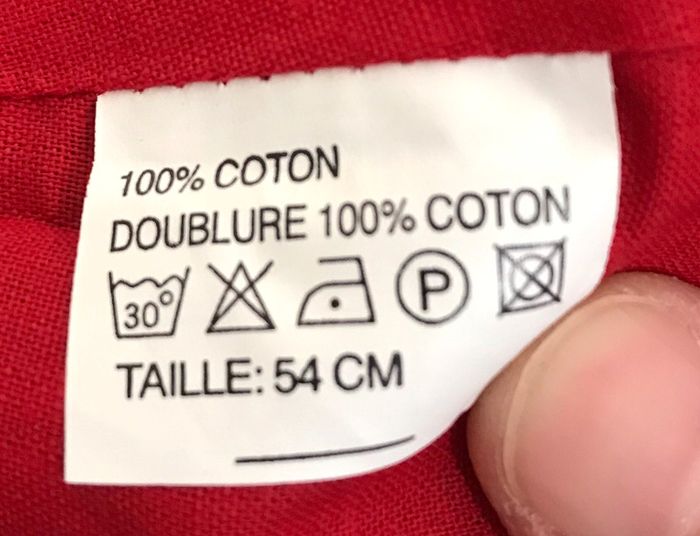 100% COTON
DOUBLURE 100% COTON
30° P
TAILLE: 54 CM